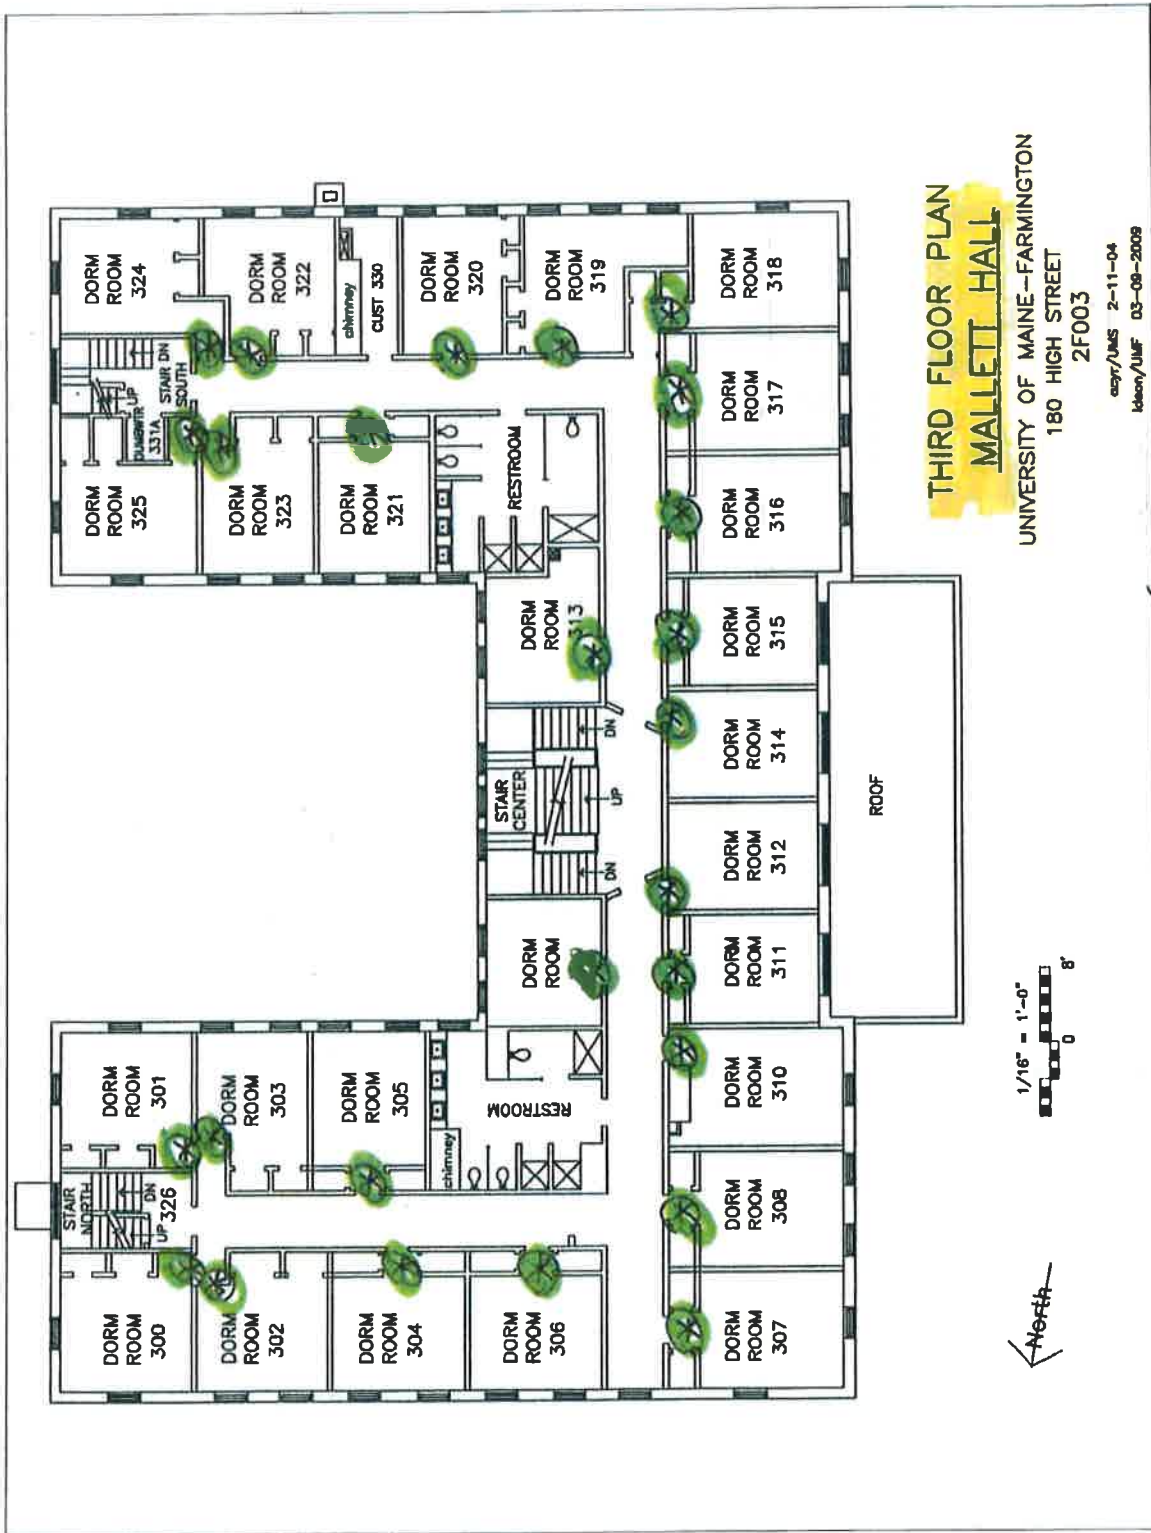 DORM
ROOM
324
DORM
ROOM
322
chimney
CUST 330
DORM
ROOM
320
DORM
ROOM
319
DORM
ROOM
318
UP
DN
STAIR
SOUTH
DUMBWTR
331A
DORM
ROOM
325
DORM
ROOM
323
DORM
ROOM
321
RESTROOM
DORM
ROOM
317
DORM
ROOM
316
DORM
ROOM
313
DORM
ROOM
315
DORM
ROOM
314
STAIR
CENTER
DN
UP
DN
DORM
ROOM
312
DORM
ROOM
DORM
ROOM
311
ROOF
DORM
ROOM
301
DORM
ROOM
303
DORM
ROOM
305
chimney
RESTROOM
DORM
ROOM
310
STAIR
NORTH
UP
DN
326
DORM
ROOM
308
DORM
ROOM
300
DORM
ROOM
302
DORM
ROOM
304
DORM
ROOM
306
DORM
ROOM
307
THIRD FLOOR PLAN
MALLETT HALL
UNIVERSITY OF MAINE-FARMINGTON
180 HIGH STREET
2F003
2-11-04
03-09-2009
1/16" = 1'-0"
0
8'
North